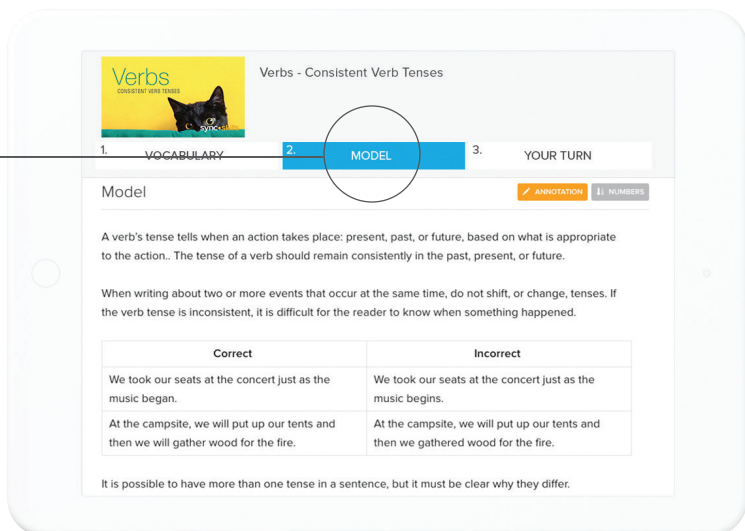 Verbs
CONSISTENT VERB TENSES
Verbs - Consistent Verb Tenses
1. VOCABULARY
2. MODEL
3. YOUR TURN
Model
ANNOTATION
NUMBERS
A verb's tense tells when an action takes place: present, past, or future, based on what is appropriate
to the action.. The tense of a verb should remain consistently in the past, present, or future.
When writing about two or more events that occur at the same time, do not shift, or change, tenses. If
the verb tense is inconsistent, it is difficult for the reader to know when something happened.
Correct
Incorrect
We took our seats at the concert just as the
music began.
We took our seats at the concert just as the
music begins.
At the campsite, we will put up our tents and
then we will gather wood for the fire.
At the campsite, we will put up our tents and
then we gathered wood for the fire.
It is possible to have more than one tense in a sentence, but it must be clear why they differ.